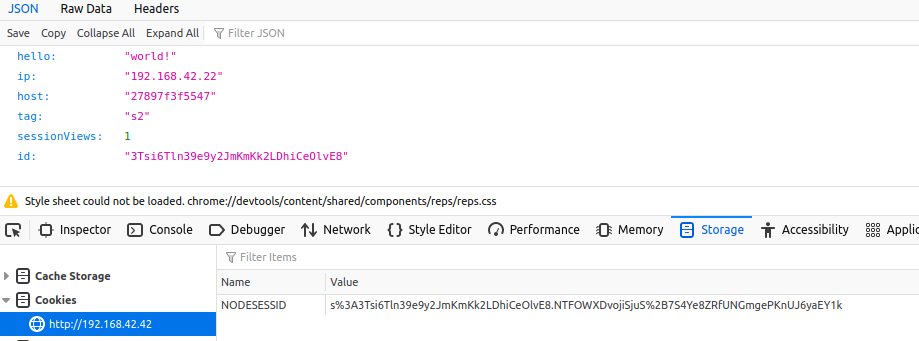 JSON Raw Data Headers
Save Copy Collapse All Expand All Filter JSON
hello: "world!"
ip: "192.168.42.22"
host: "27897f3f5547"
tag: "s2"
sessionViews: 1
id: "3Tsi6Tln39e9y2JmKmKk2LDhiCeOlvE8"
Style sheet could not be loaded. chrome://devtools/content/shared/components/reps/reps.css
Inspector Console Debugger Network Style Editor Performance Memory Storage Accessibility Applic
Filter Items
Cache Storage
Name Value
Cookies
NODESESSID s%3A3Tsi6Tln39e9y2JmKmKk2LDhiCeOlvE8.NTFOWXDvojiSjuS%2B7S4Ye8ZRfUNGmgePKnUJ6yaEY1k
http://192.168.42.42